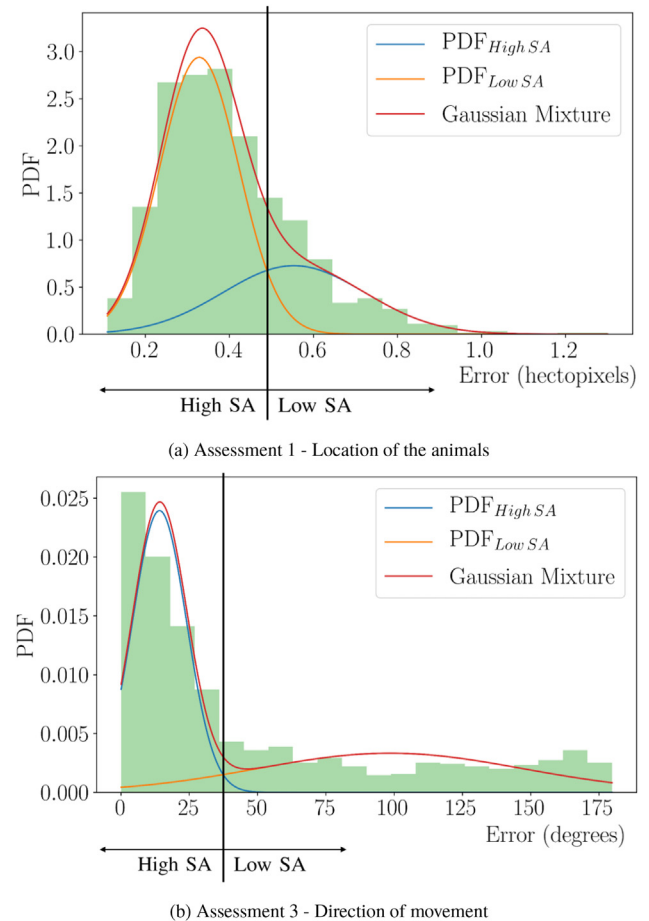 PDF
3.0
2.5
2.0
1.5
1.0
0.5
0.0
PDF_High SA
PDF_Low SA
Gaussian Mixture
0.2 0.4 0.6 0.8 1.0 1.2
Error (hectopixels)
High SA Low SA
(a) Assessment 1 - Location of the animals
PDF
0.025
0.020
0.015
0.010
0.005
0.000
PDF_High SA
PDF_Low SA
Gaussian Mixture
0 25 50 75 100 125 150 175
Error (degrees)
High SA Low SA
(b) Assessment 3 - Direction of movement